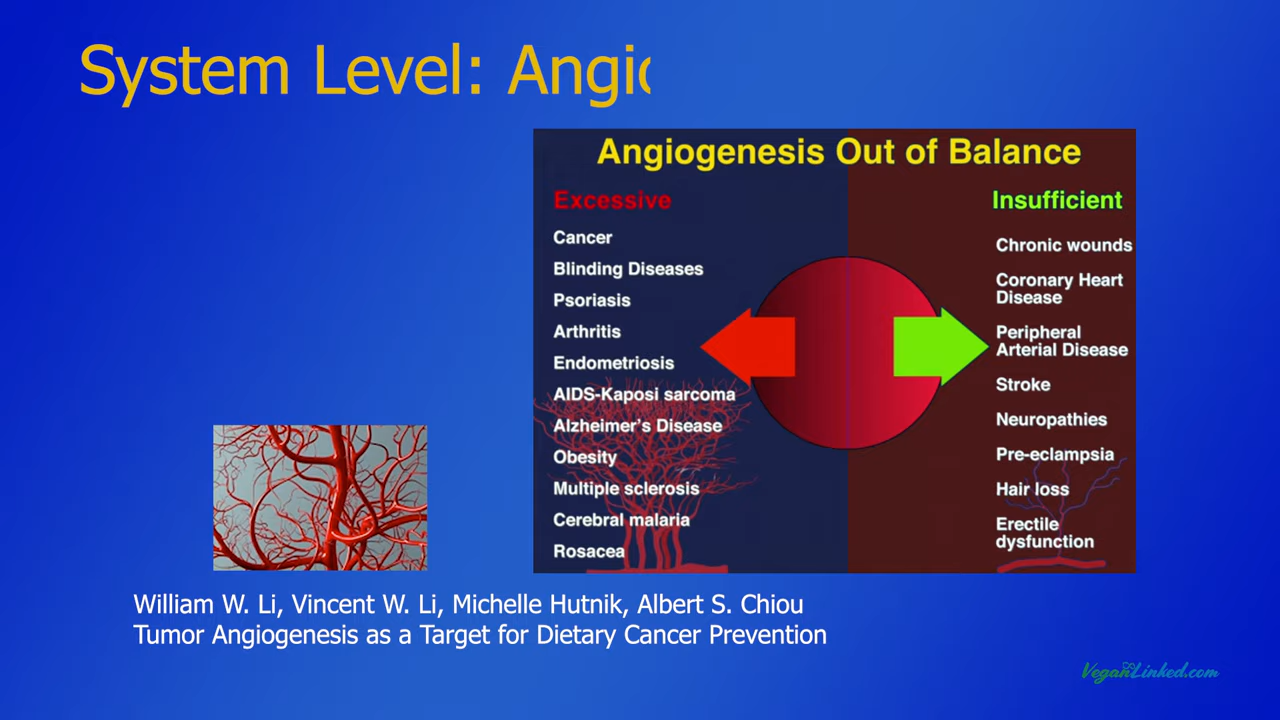 System Level: Angio
Angiogenesis Out of Balance
Excessive
Cancer
Blinding Diseases
Psoriasis
Arthritis
Endometriosis
AIDS-Kaposi sarcoma
Alzheimer's Disease
Obesity
Multiple sclerosis
Cerebral malaria
Rosacea
Insufficient
Chronic wounds
Coronary Heart
Disease
Peripheral
Arterial Disease
Stroke
Neuropathies
Pre-eclampsia
Hair loss
Erectile
dysfunction
William W. Li, Vincent W. Li, Michelle Hutnik, Albert S. Chiou
Tumor Angiogenesis as a Target for Dietary Cancer Prevention
VeganLinked.com